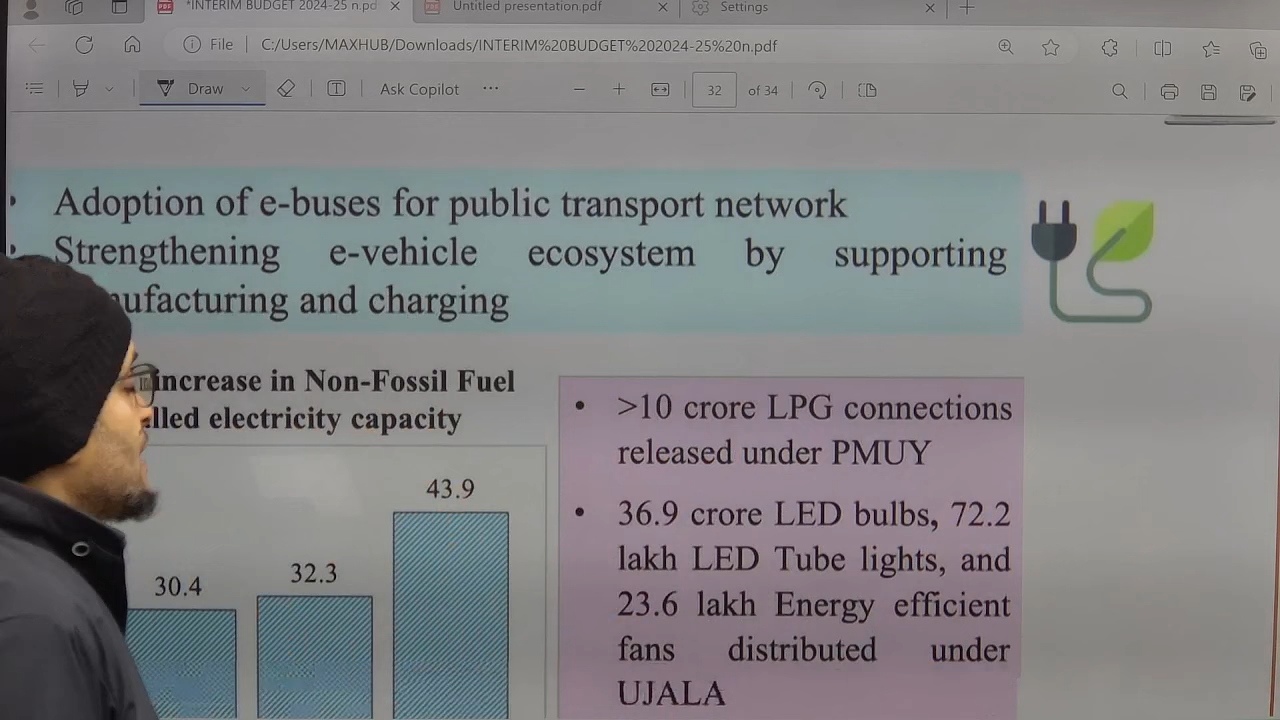 *INTERIM BUDGET 2024-25 n.pd
Untitled presentation.pdf
Settings
File
C:/Users/MAXHUB/Downloads/INTERIM%20BUDGET%202024-25%20n.pdf
Draw
Ask Copilot
32
of 34
Adoption of e-buses for public transport network
Strengthening e-vehicle ecosystem by supporting
ufacturing and charging
increase in Non-Fossil Fuel
lled electricity capacity
30.4
32.3
43.9
• >10 crore LPG connections
released under PMUY
• 36.9 crore LED bulbs, 72.2
lakh LED Tube lights, and
23.6 lakh Energy efficient
fans distributed under
UJALA